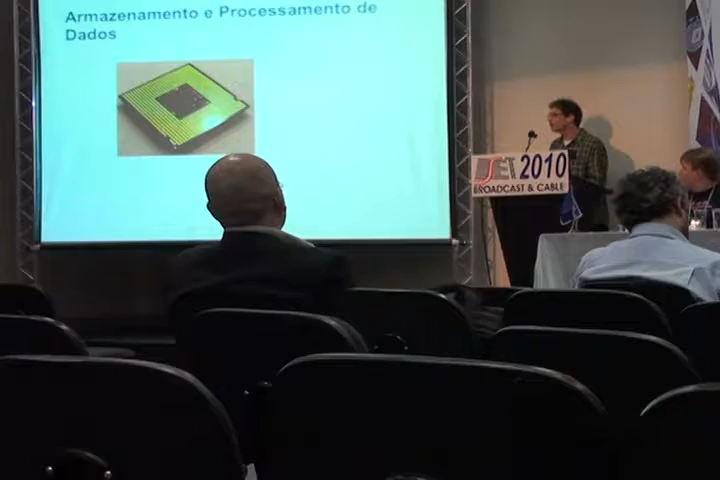 Armazenamento e Processamento de
Dados
SET 2010
BROADCAST & CABLE